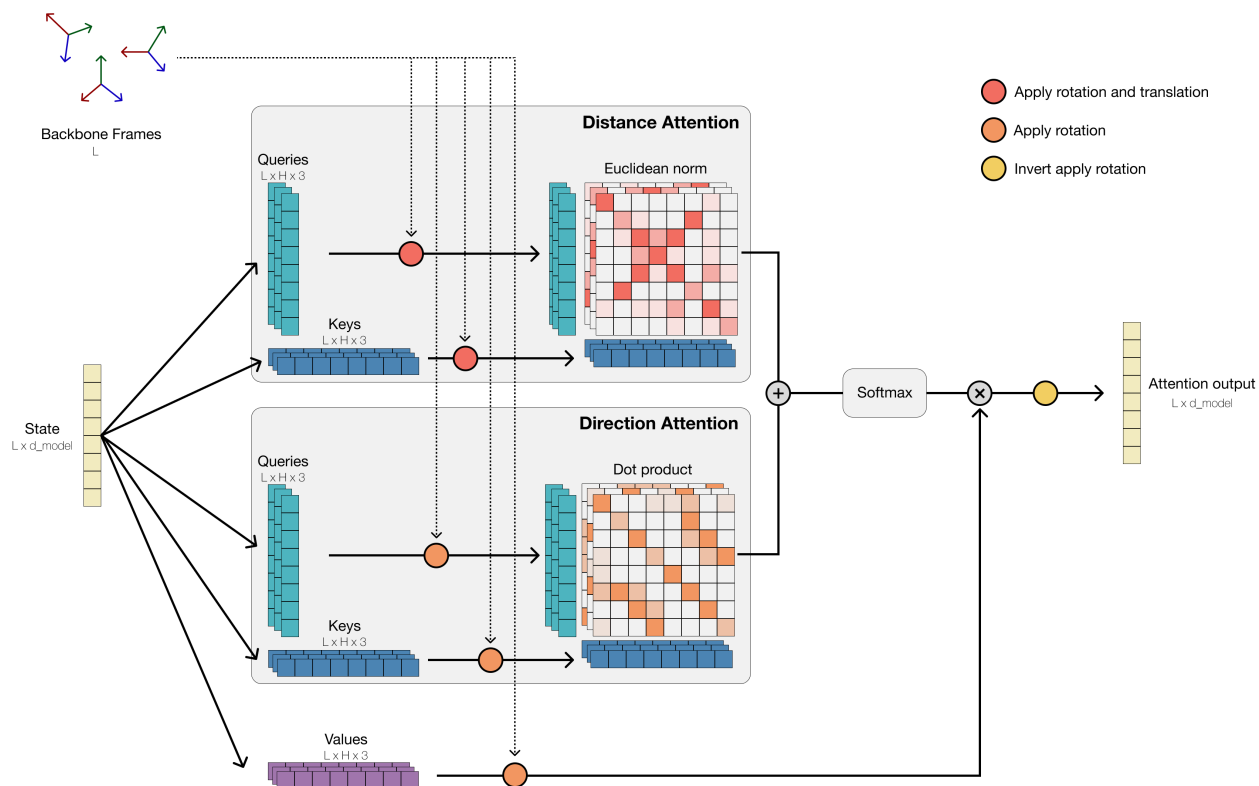 Backbone Frames
L
Apply rotation and translation
Apply rotation
Invert apply rotation
Distance Attention
Queries
L x H x 3
Euclidean norm
Keys
L x H x 3
State
L x d_model
+
Softmax
×
Attention output
L x d_model
Direction Attention
Queries
L x H x 3
Dot product
Keys
L x H x 3
Values
L x H x 3